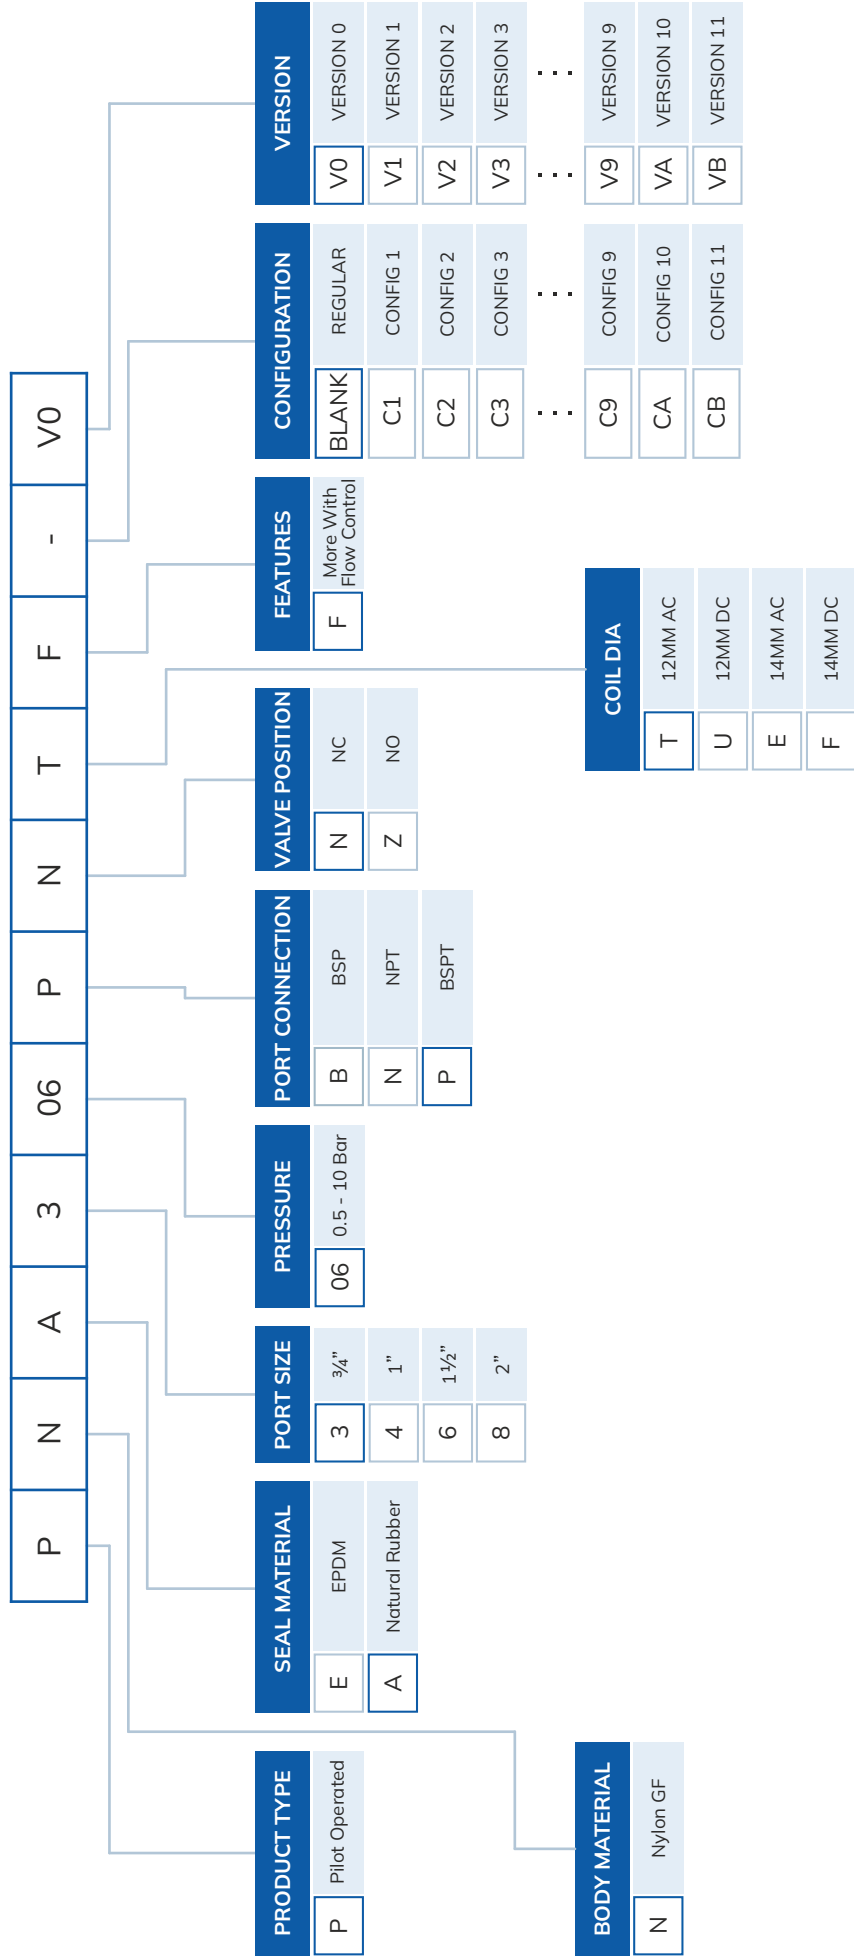 P N A 3 06 P N T F - V0
PRODUCT TYPE
P Pilot Operated
BODY MATERIAL
N Nylon GF
SEAL MATERIAL
E EPDM
A Natural Rubber
PORT SIZE
3 ¾”
4 1”
6 1½”
8 2”
PRESSURE
06 0.5 - 10 Bar
PORT CONNECTION
B BSP
N NPT
P BSPT
VALVE POSITION
N NC
Z NO
COIL DIA
T 12MM AC
U 12MM DC
E 14MM AC
F 14MM DC
FEATURES
F More With
Flow Control
CONFIGURATION
BLANK REGULAR
C1 CONFIG 1
C2 CONFIG 2
C3 CONFIG 3
... ...
C9 CONFIG 9
CA CONFIG 10
CB CONFIG 11
VERSION
V0 VERSION 0
V1 VERSION 1
V2 VERSION 2
V3 VERSION 3
... ...
V9 VERSION 9
VA VERSION 10
VB VERSION 11